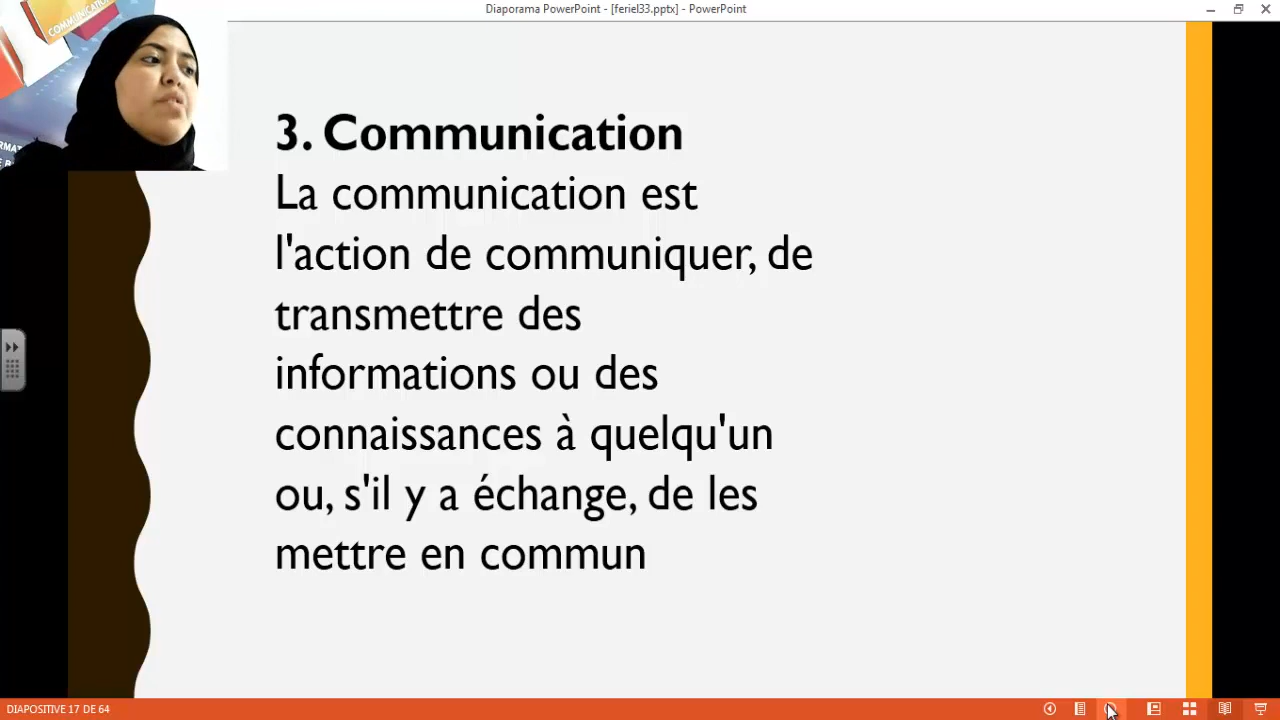 Diaporama PowerPoint - [feriel33.pptx] - PowerPoint
COMMUNICATION
3. Communication
La communication est
l'action de communiquer, de
transmettre des
informations ou des
connaissances à quelqu'un
ou, s'il y a échange, de les
mettre en commun
DIAPOSITIVE 17 DE 64